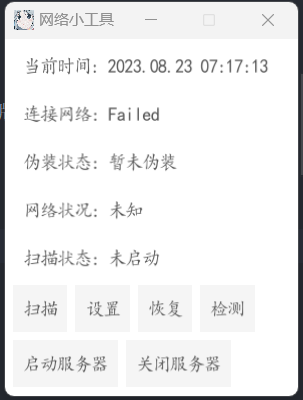 网络小工具
当前时间: 2023.08.23 07:17:13
连接网络: Failed
伪装状态: 暂未伪装
网络状况: 未知
扫描状态: 未启动
扫描 设置 恢复 检测
启动服务器 关闭服务器